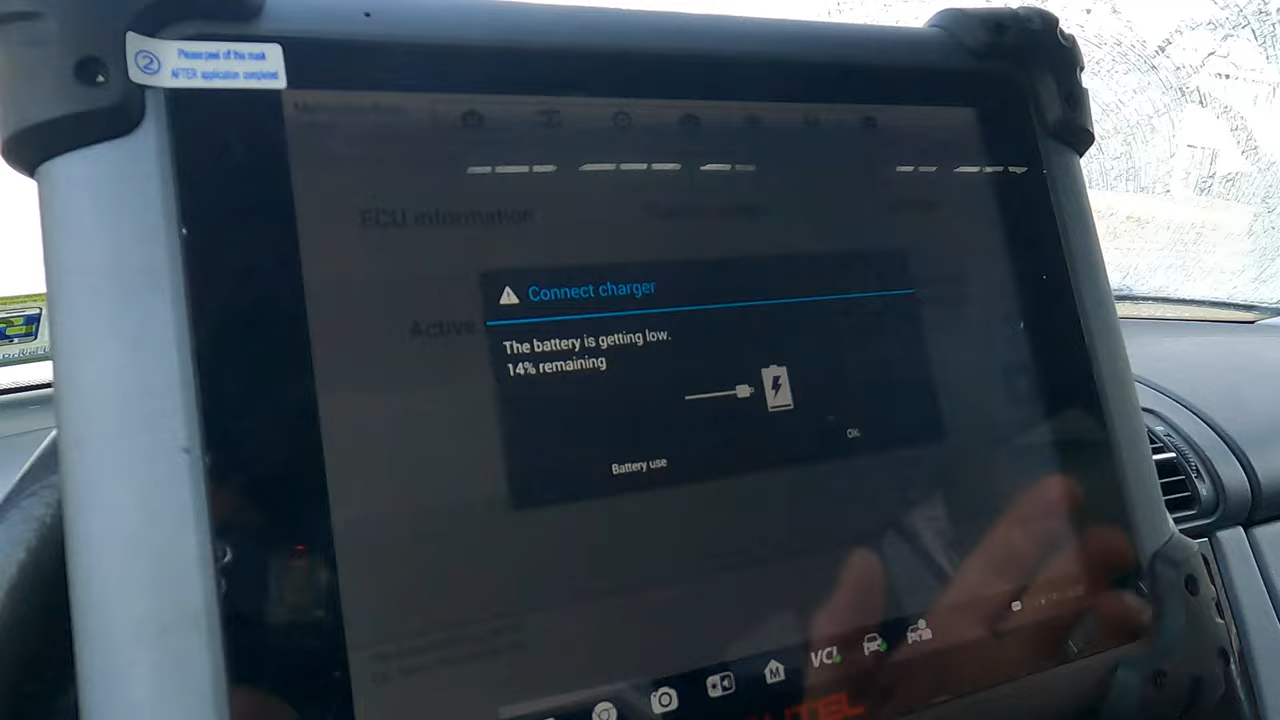 ②
Please peel of this mask
AFTER application completed
ECU information
Connect charger
Active
The battery is getting low.
14% remaining
OK
Battery use
M
VCI